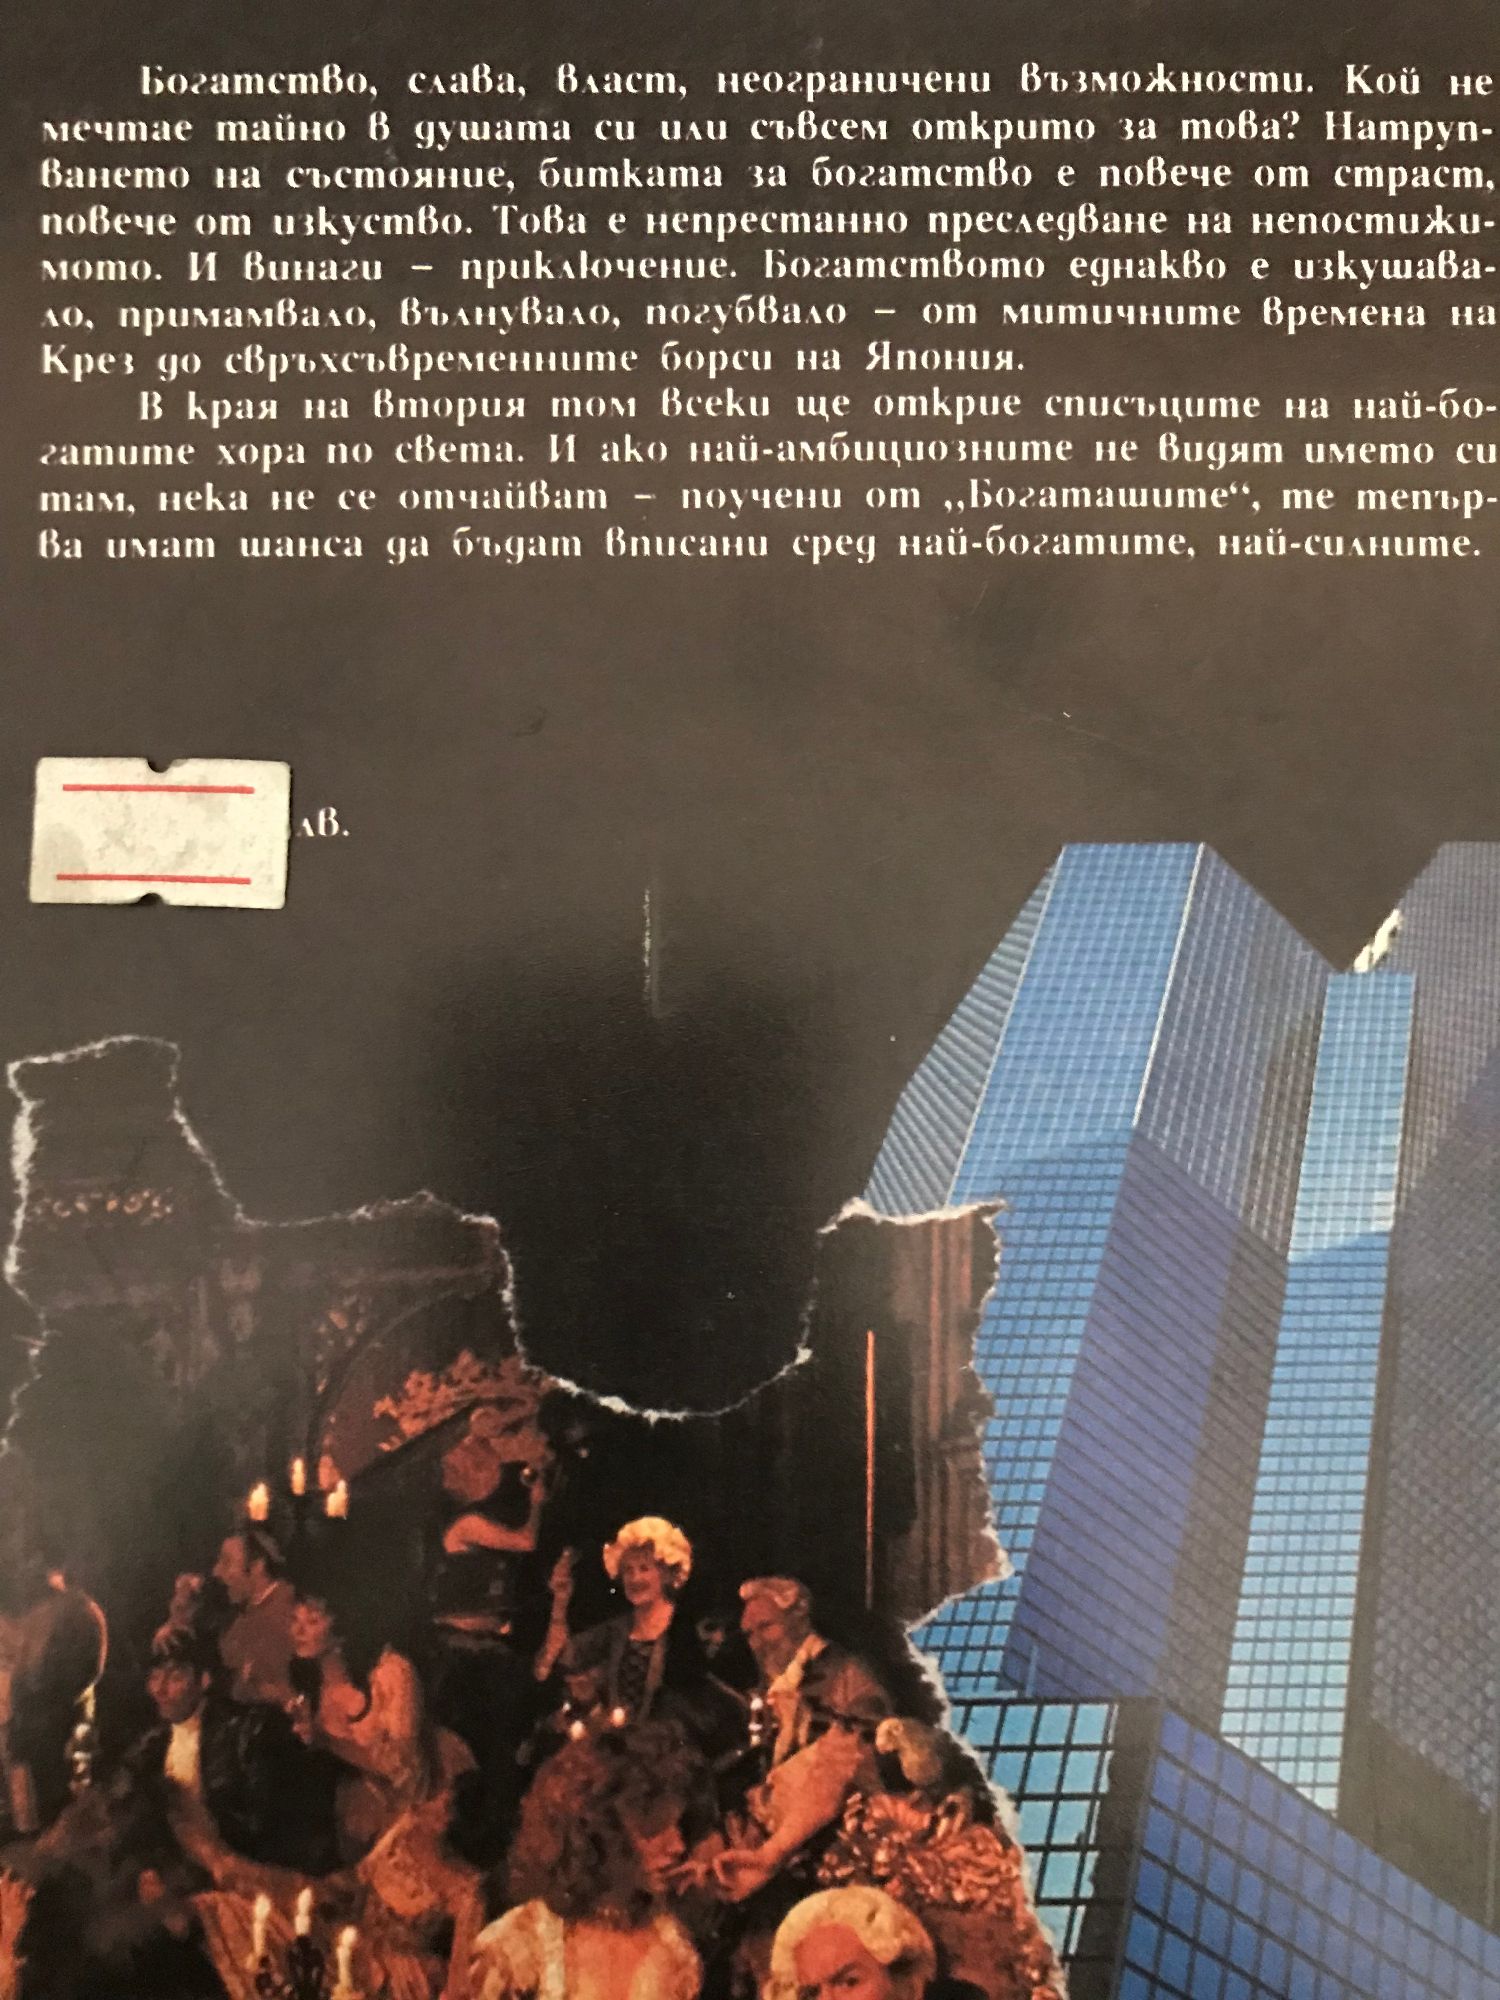 Богатство, слава, власт, неограничени възможности. Кой не
мечтае тайно в душата си или съвсем открито за това? Натруп-
ването на състояние, битката за богатство е повече от страст,
повече от изкуство. Това е непрестанно преследване на непостижи-
мото. И винаги – приключение. Богатството еднакво е изкушава-
ло, примамвало, вълнувало, погубвало – от митичните времена на
Крез до свръхсъвременните борси на Япония.
В края на втория том всеки ще открие списъците на най-бо-
гатите хора по света. И ако най-амбициозните не видят името си
там, нека не се отчайват – поучени от „Богаташите“, те тепър-
ва имат шанса да бъдат вписани сред най-богатите, най-силните.
лв.